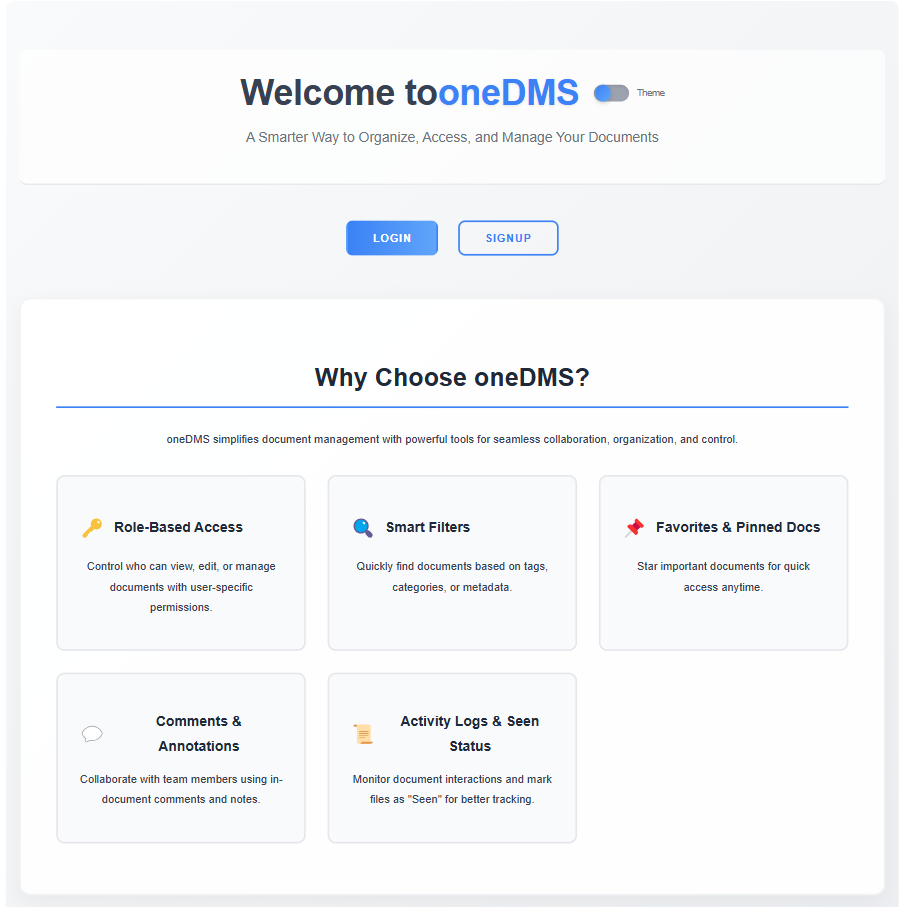 Welcome tooneDMS
Theme
A Smarter Way to Organize, Access, and Manage Your Documents
LOGIN
SIGNUP
Why Choose oneDMS?
oneDMS simplifies document management with powerful tools for seamless collaboration, organization, and control.
Role-Based Access
Control who can view, edit, or manage
documents with user-specific
permissions.
Smart Filters
Quickly find documents based on tags,
categories, or metadata.
Favorites & Pinned Docs
Star important documents for quick
access anytime.
Comments &
Annotations
Collaborate with team members using in-
document comments and notes.
Activity Logs & Seen
Status
Monitor document interactions and mark
files as "Seen" for better tracking.